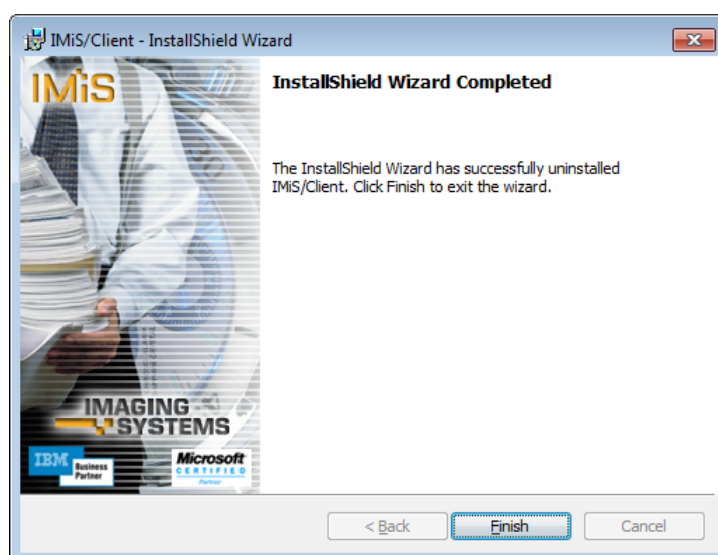 IMiS/Client - InstallShield Wizard
IMiS
InstallShield Wizard Completed
The InstallShield Wizard has successfully uninstalled
IMiS/Client. Click Finish to exit the wizard.
IMAGING
SYSTEMS
IBM
Business
Partner
Microsoft
CERTIFIED
Partner
< Back
Finish
Cancel